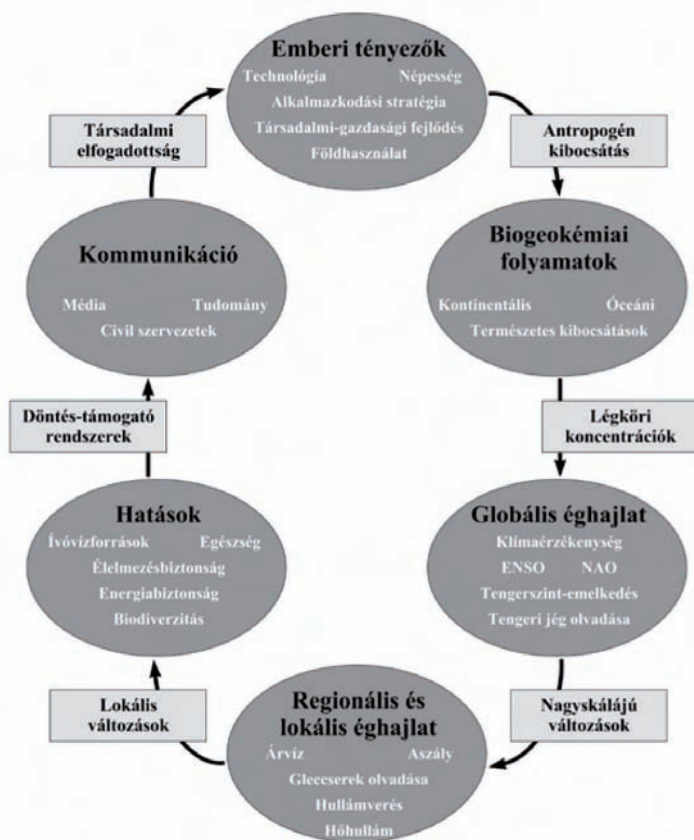 Emberi tényezők
Technológia Népesség
Alkalmazkodási stratégia
Társadalmi-gazdasági fejlődés
Földhasználat
Antropogén
kibocsátás
Biogeokémiai
folyamatok
Kontinentális Óceáni
Természetes kibocsátások
Légköri
koncentrációk
Globális éghajlat
Klímaérzékenység
ENSO NAO
Tengerszint-emelkedés
Tengeri jég olvadása
Nagyskálájú
változások
Regionális és
lokális éghajlat
Árvíz Aszály
Gleccserek olvadása
Hullámverés
Hőhullám
Lokális
változások
Hatások
Ívóvízforrások Egészség
Élelmezésbiztonság
Energiabiztonság
Biodiverzitás
Döntés-támogató
rendszerek
Kommunikáció
Média Tudomány
Civil szervezetek
Társadalmi
elfogadottság